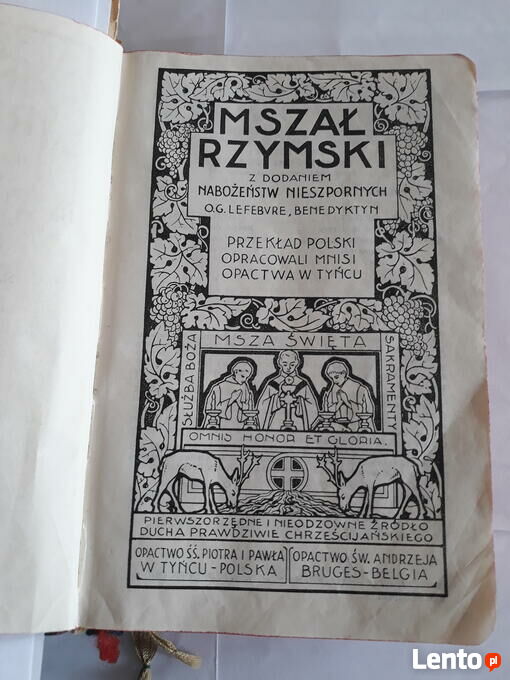 MSZAŁ
RZYMSKI
Z DODANIEM
NABOŻEŃSTW NIESZPORNYCH
O.G. LEFEBVRE, BENEDYKTYN
PRZEKŁAD POLSKI
OPRACOWALI MNISI
OPACTWA W TYŃCU
MSZA ŚWIĘTA
SŁUŻBA BOŻA
SAKRAMENTY
OMNIS HONOR ET GLORIA.
PIERWSZORZĘDNE I NIEODZOWNE ŹRÓDŁO
DUCHA PRAWDZIWIE CHRZEŚCIJAŃSKIEGO
OPACTWO ŚŚ. PIOTRA I PAWŁA
W TYŃCU - POLSKA
OPACTWO ŚW. ANDRZEJA
BRUGES - BELGIA
Lento.pl